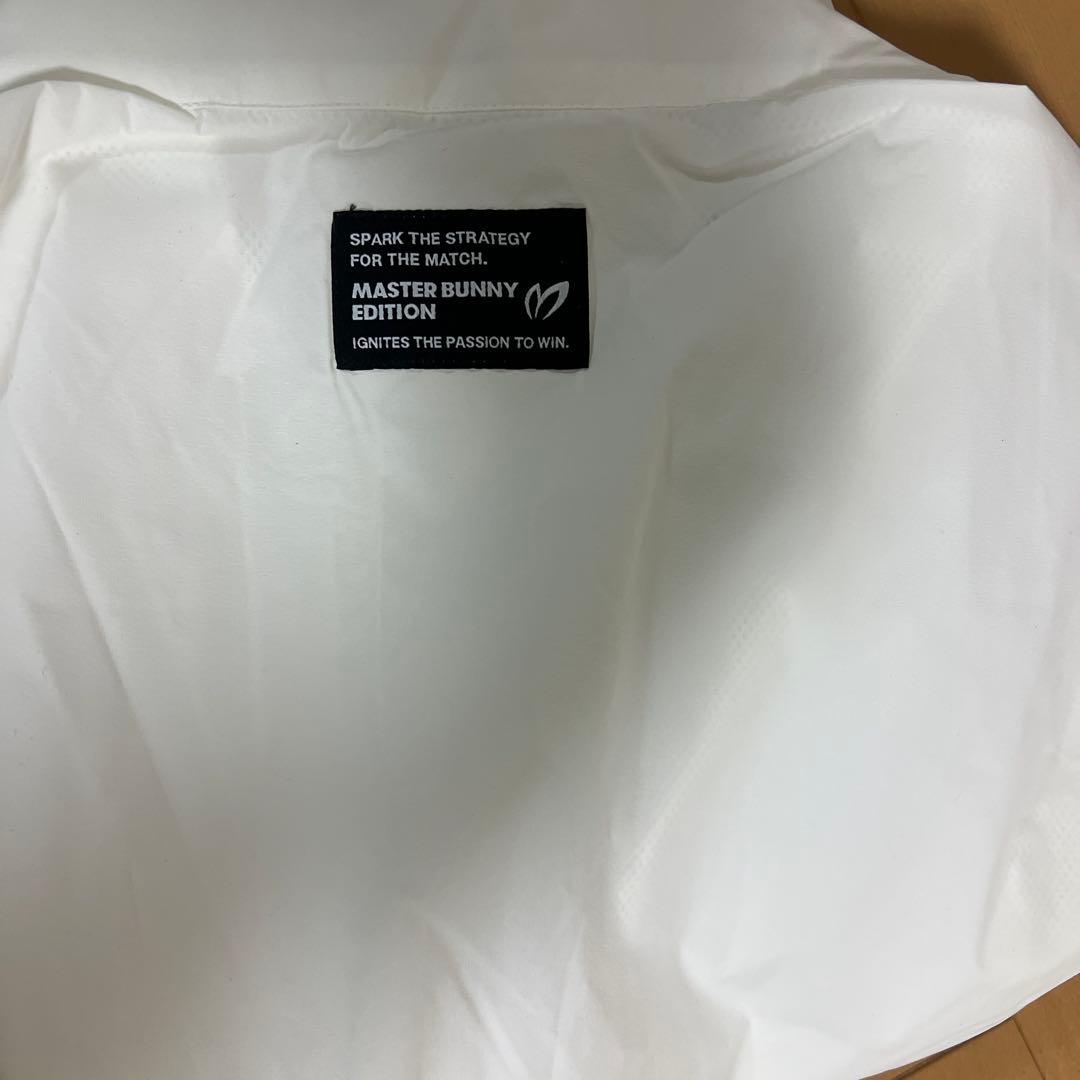 SPARK THE STRATEGY
FOR THE MATCH.
MASTER BUNNY
EDITION
IGNITES THE PASSION TO WIN.